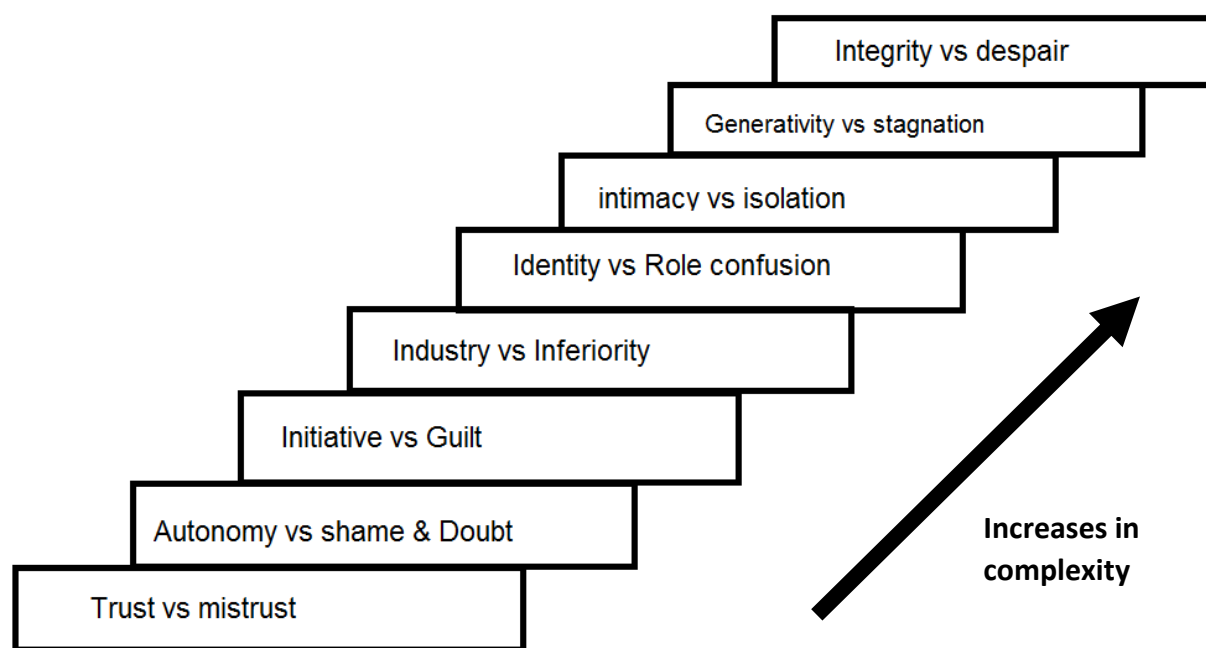 Integrity vs despair
Generativity vs stagnation
intimacy vs isolation
Identity vs Role confusion
Industry vs Inferiority
Initiative vs Guilt
Autonomy vs shame & Doubt
Trust vs mistrust
Increases in
complexity